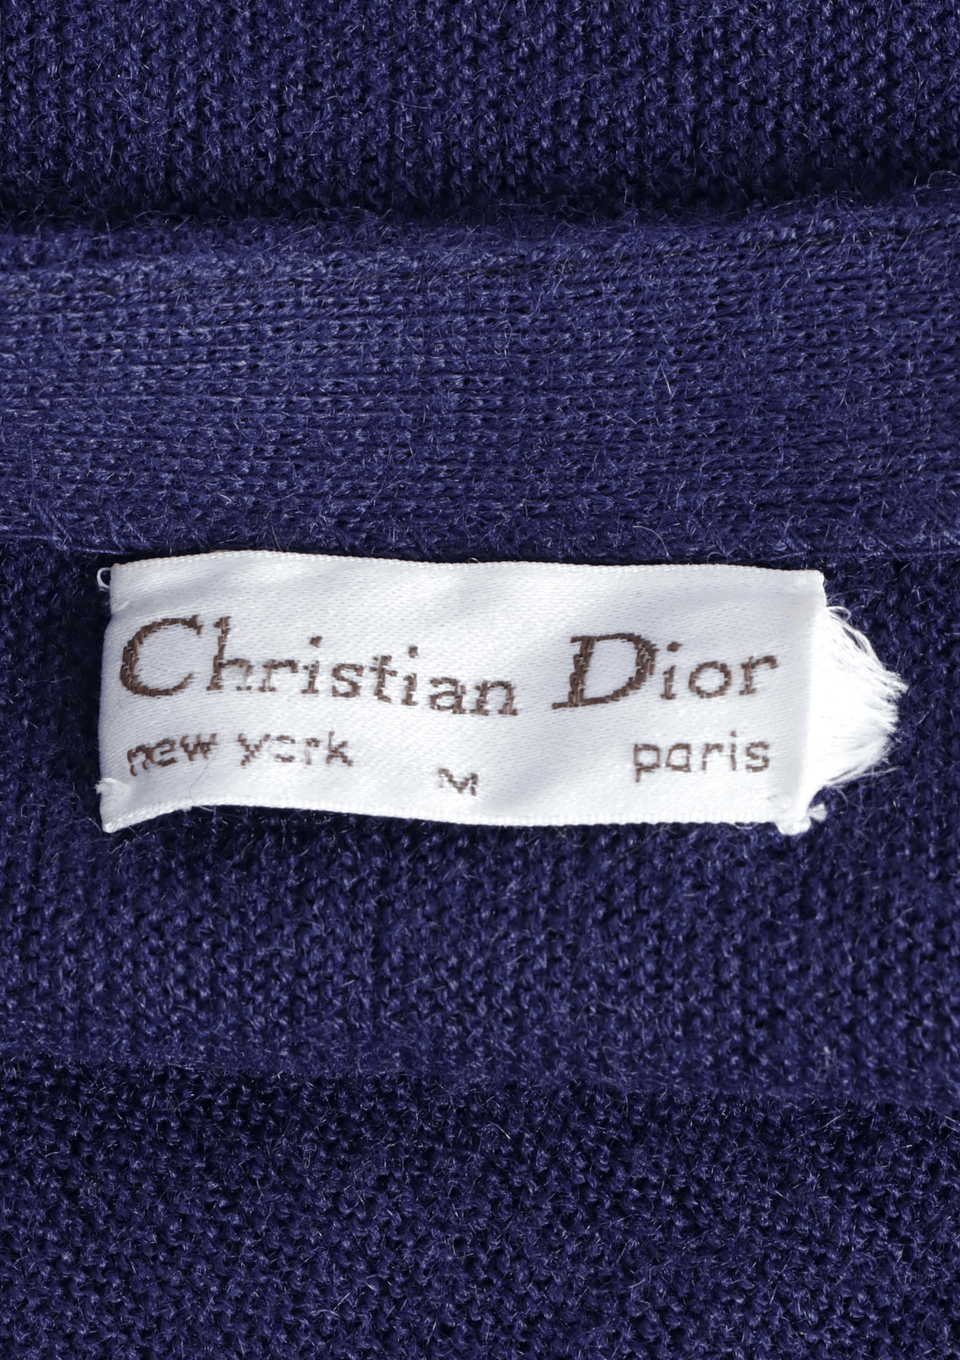 Christian Dior
new york paris
M